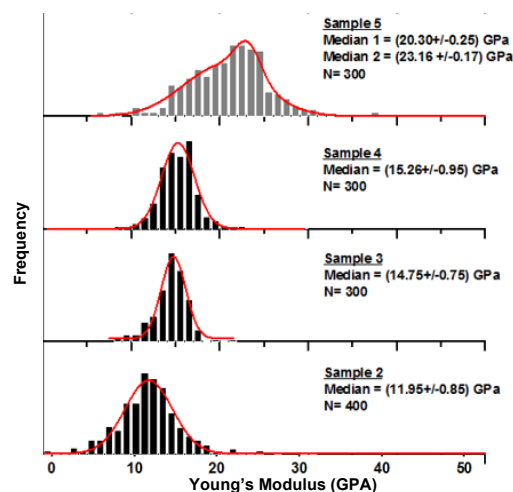 Sample 5
Median 1 = (20.30+/-0.25) GPa
Median 2 = (23.16 +/-0.17) GPa
N= 300
Sample 4
Median = (15.26+/-0.95) GPa
N= 300
Frequency
Sample 3
Median = (14.75+/-0.75) GPa
N= 300
Sample 2
Median = (11.95+/-0.85) GPa
N= 400
0 10 20 30 40 50
Young's Modulus (GPA)